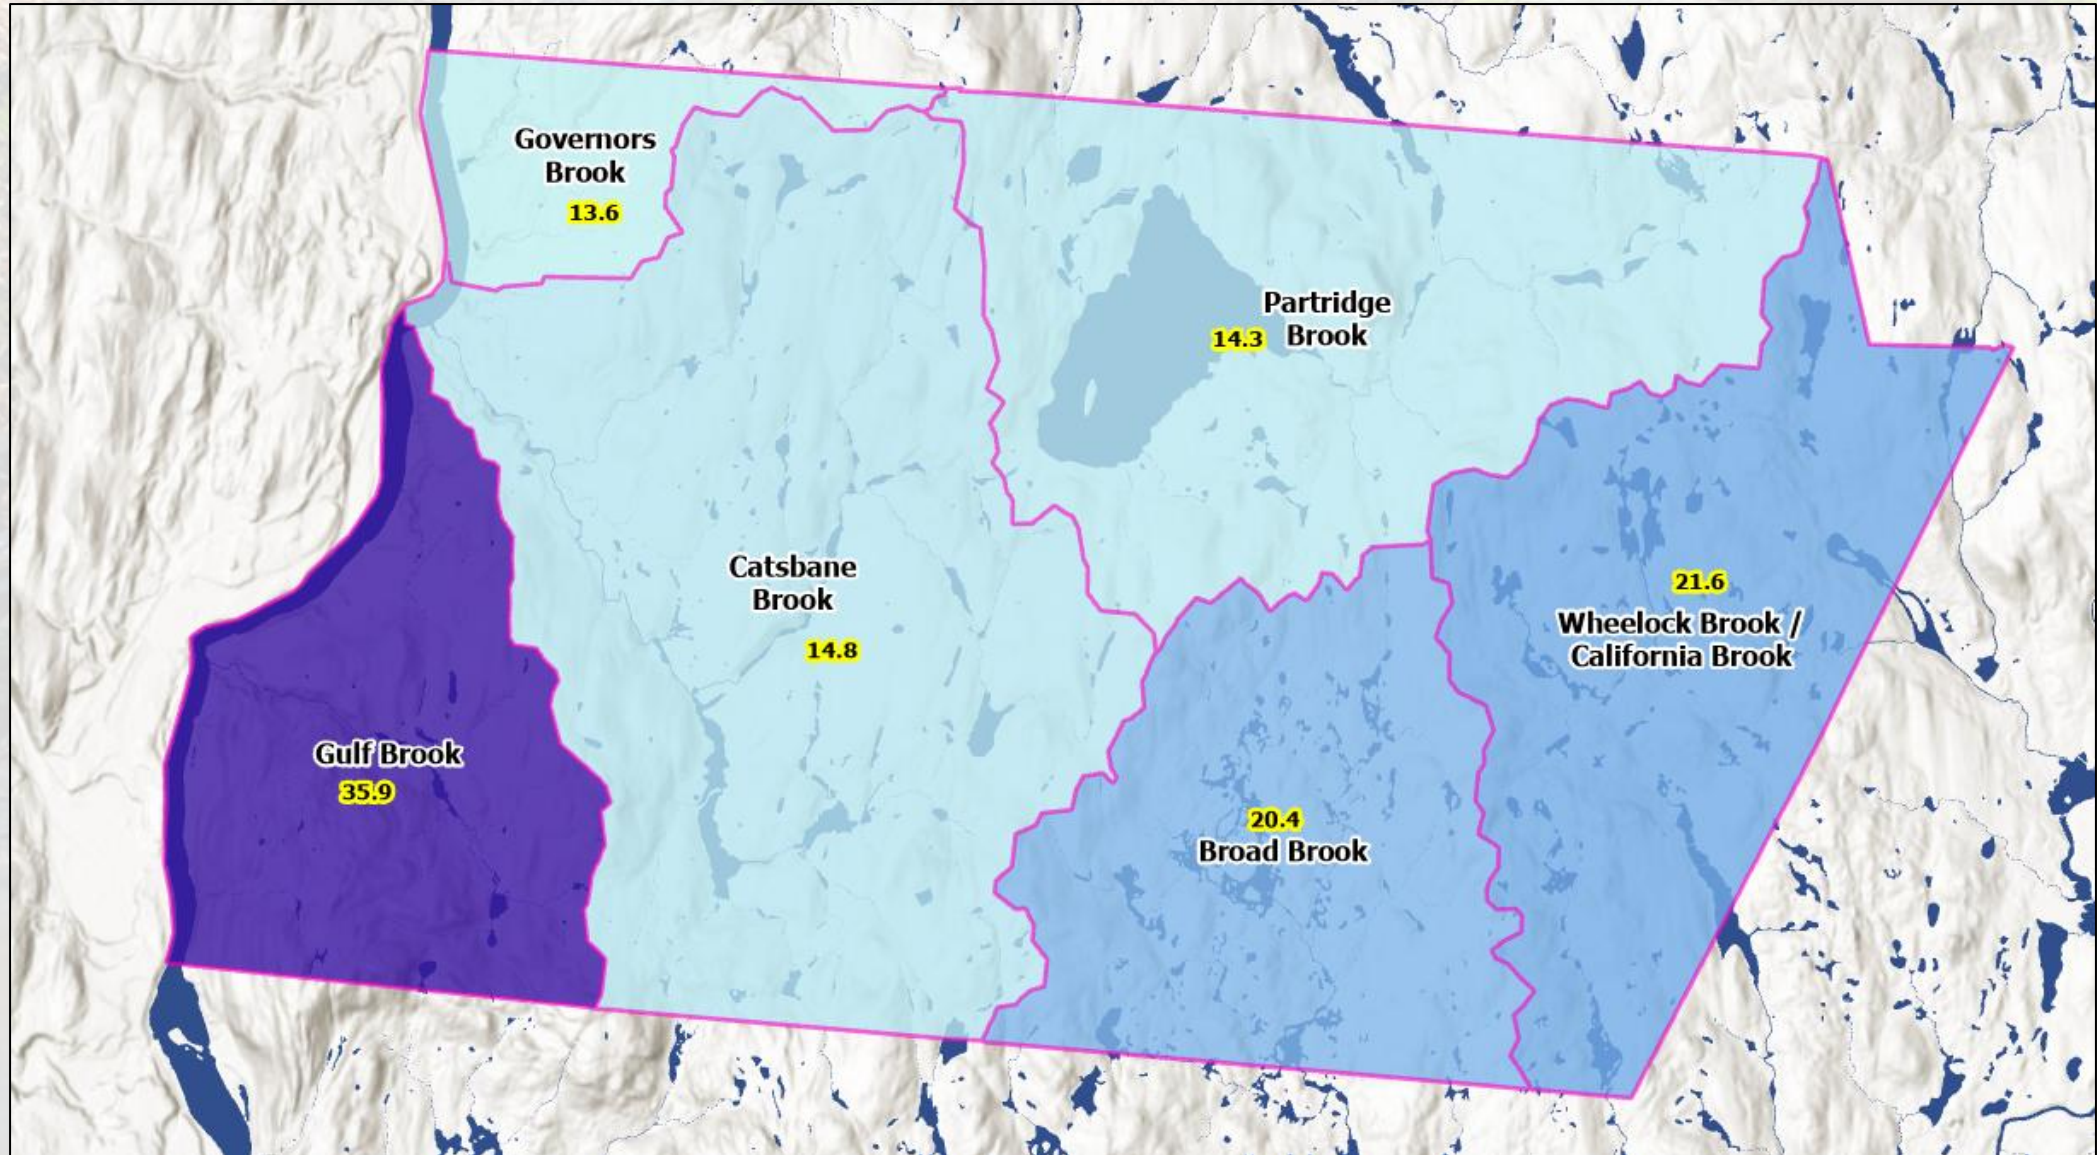 Governors
Brook
13.6
Partridge
Brook
14.3
Catsbane
Brook
14.8
21.6
Wheelock Brook /
California Brook
Gulf Brook
35.9
20.4
Broad Brook